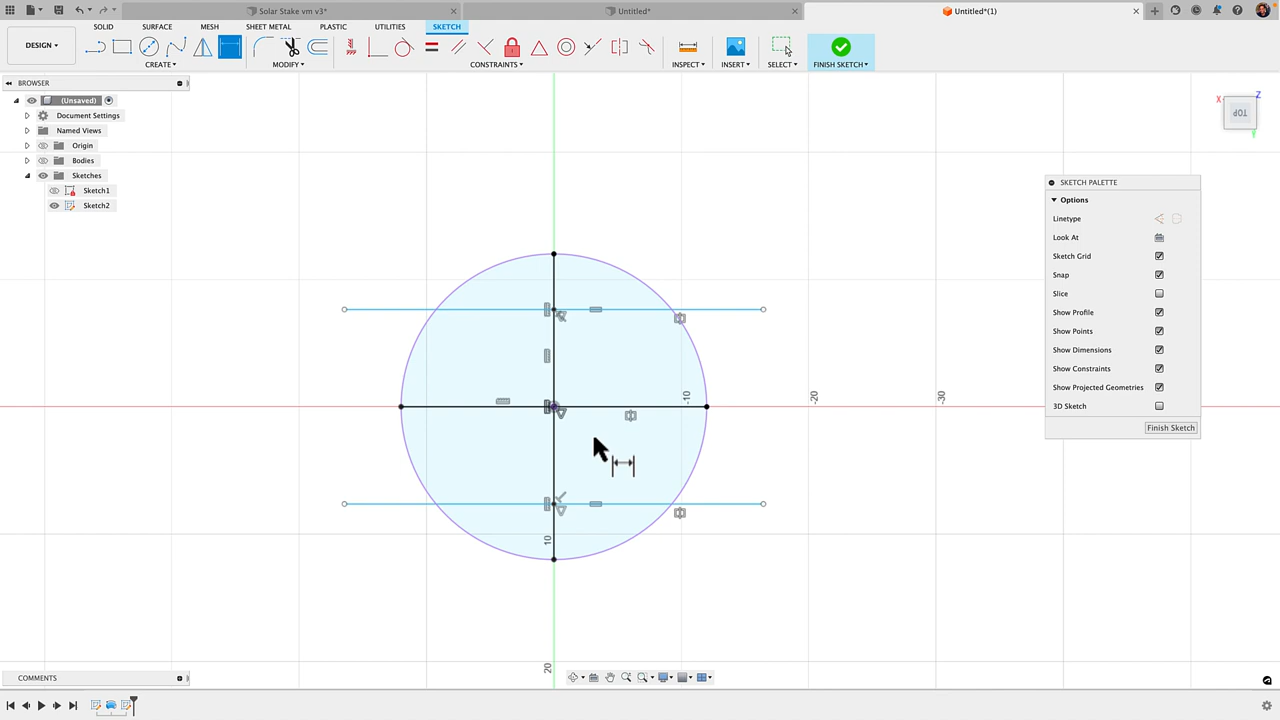 Solar Stake vm v3*
Untitled*
Untitled*(1)
DESIGN
SOLID
SURFACE
MESH
SHEET METAL
PLASTIC
UTILITIES
SKETCH
CREATE
MODIFY
CONSTRAINTS
INSPECT
INSERT
SELECT
FINISH SKETCH
BROWSER
(Unsaved)
Document Settings
Named Views
Origin
Bodies
Sketches
Sketch1
Sketch2
X
Z
TOP
Y
SKETCH PALETTE
Options
Linetype
Look At
Sketch Grid
Snap
Slice
Show Profile
Show Points
Show Dimensions
Show Constraints
Show Projected Geometries
3D Sketch
Finish Sketch
-10
-20
-30
10
20
COMMENTS